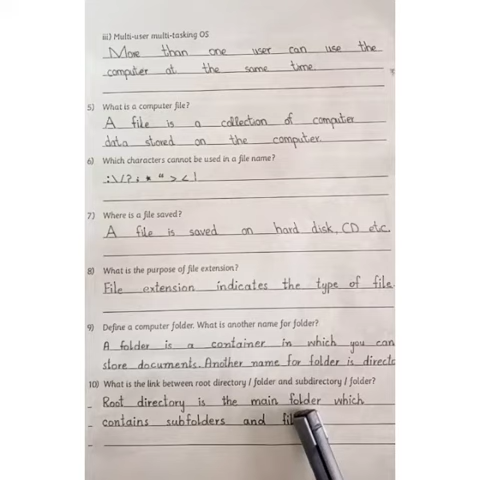 iii) Multi-user multi-tasking OS
More than one user can use the
computer at the same time
5) What is a computer file?
A file is a collection of computer
data stored on the computer.
6) Which characters cannot be used in a file name?
: \ / ? ; * " > < |
7) Where is a file saved?
A file is saved on hard disk, CD etc.
8) What is the purpose of file extension?
File extension indicates the type of file.
9) Define a computer folder. What is another name for folder?
A folder is a container in which you can
store documents. Another name for folder is
10) What is the link between root directory / folder and subdirectory / folder?
Root directory is the main folder which
contains subfolders and